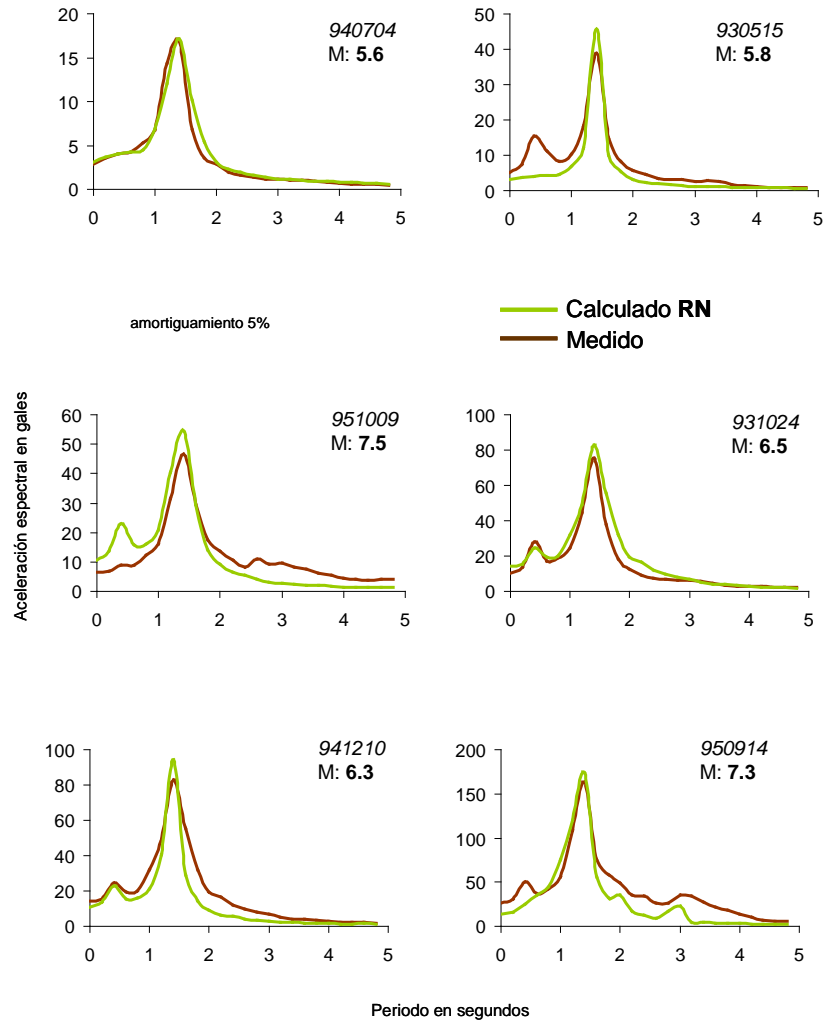 940704
M: 5.6
20
15
10
5
0
0 1 2 3 4 5
930515
M: 5.8
50
40
30
20
10
0
0 1 2 3 4 5
amortiguamiento 5%
Calculado RN
Medido
Aceleración espectral en gales
951009
M: 7.5
60
50
40
30
20
10
0
0 1 2 3 4 5
931024
M: 6.5
100
80
60
40
20
0
0 1 2 3 4 5
941210
M: 6.3
100
80
60
40
20
0
0 1 2 3 4 5
950914
M: 7.3
200
150
100
50
0
0 1 2 3 4 5
Periodo en segundos